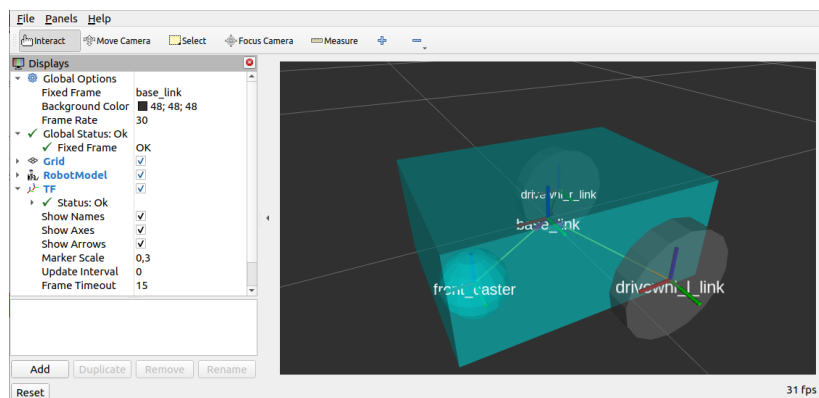 File Panels Help
Interact Move Camera Select Focus Camera Measure
Displays
Global Options
Fixed Frame base_link
Background Color 48; 48; 48
Frame Rate 30
Global Status: Ok
Fixed Frame OK
Grid
RobotModel
TF
Status: Ok
Show Names
Show Axes
Show Arrows
Marker Scale 0,3
Update Interval 0
Frame Timeout 15
base_link
front_caster
Add Duplicate Remove Rename
Reset 31 fps